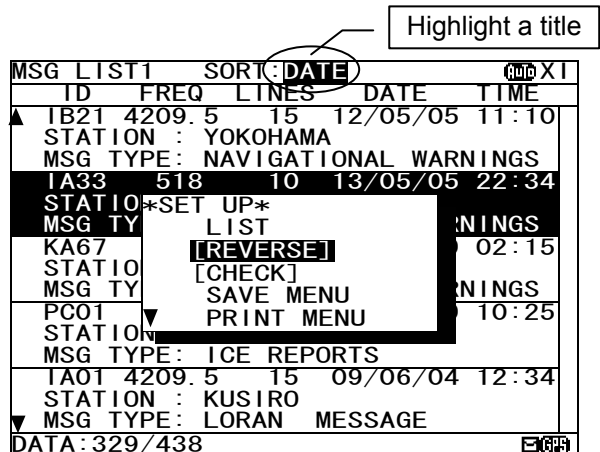 Highlight a title
MSG LIST1 SORT:DATE AUTO XI
ID FREQ LINES DATE TIME
▲ IB21 4209.5 15 12/05/05 11:10
STATION : YOKOHAMA
MSG TYPE: NAVIGATIONAL WARNINGS
IA33 518 10 13/05/05 22:34
STATIO
*SET UP*
MSG TY
LIST
RNINGS
KA67
[REVERSE]
02:15
STATIO
[CHECK]
MSG TY
SAVE MENU
RNINGS
PC01
▼ PRINT MENU
10:25
STATION
MSG TYPE: ICE REPORTS
IA01 4209.5 15 09/06/04 12:34
STATION : KUSIRO
▼ MSG TYPE: LORAN MESSAGE
DATA:329/438 GPS